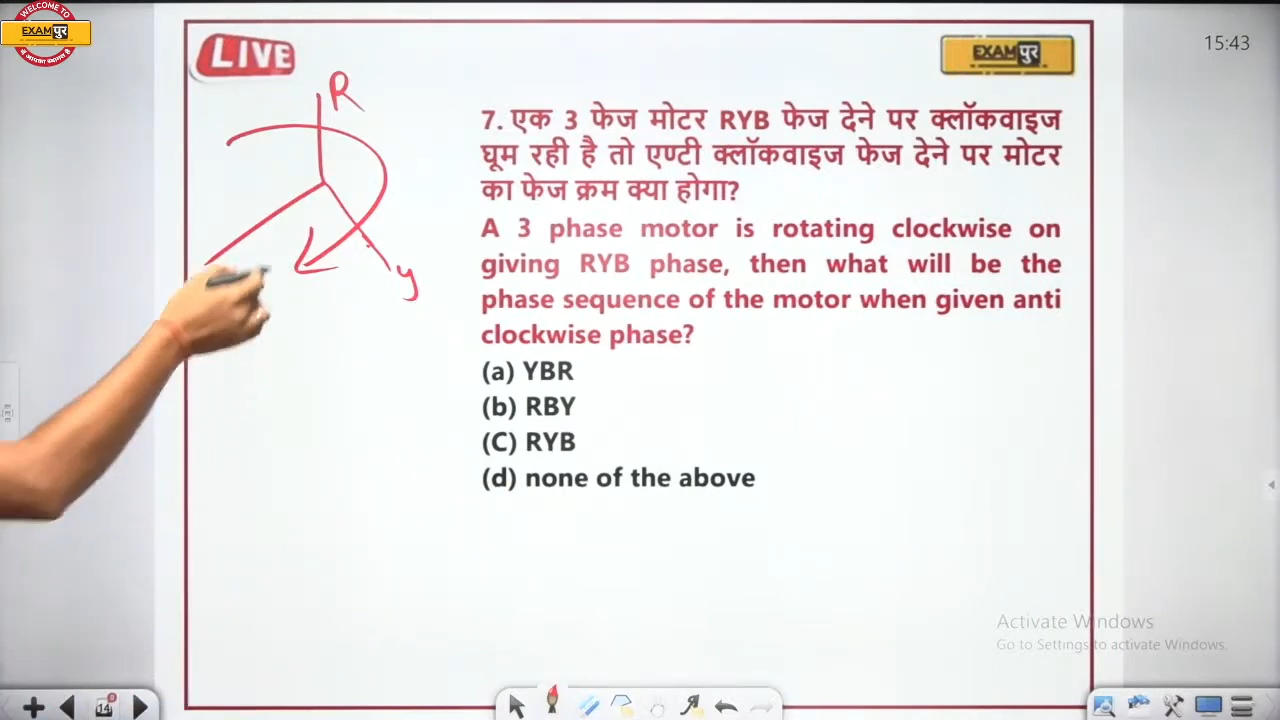 WELCOME TO
EXAMपुर
LIVE
EXAMपुर
15:43
R
y
7. एक 3 फेज मोटर RYB फेज देने पर क्लॉकवाइज
घूम रही है तो एण्टी क्लॉकवाइज फेज देने पर मोटर
का फेज क्रम क्या होगा?
A 3 phase motor is rotating clockwise on
giving RYB phase, then what will be the
phase sequence of the motor when given anti
clockwise phase?
(a) YBR
(b) RBY
(C) RYB
(d) none of the above
Activate Windows
Go to Settings to activate Windows.
14